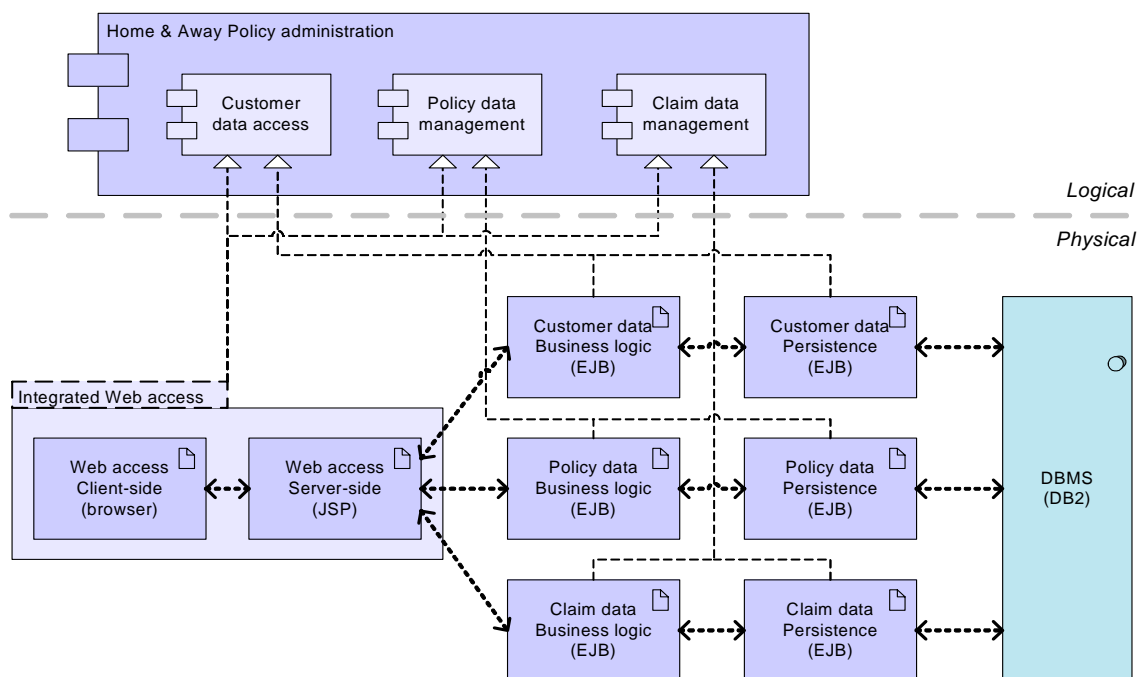 Home & Away Policy administration
Customer
data access
Policy data
management
Claim data
management
Logical
Physical
Customer data
Business logic
(EJB)
Customer data
Persistence
(EJB)
Integrated Web access
Web access
Client-side
(browser)
Web access
Server-side
(JSP)
Policy data
Business logic
(EJB)
Policy data
Persistence
(EJB)
DBMS
(DB2)
Claim data
Business logic
(EJB)
Claim data
Persistence
(EJB)